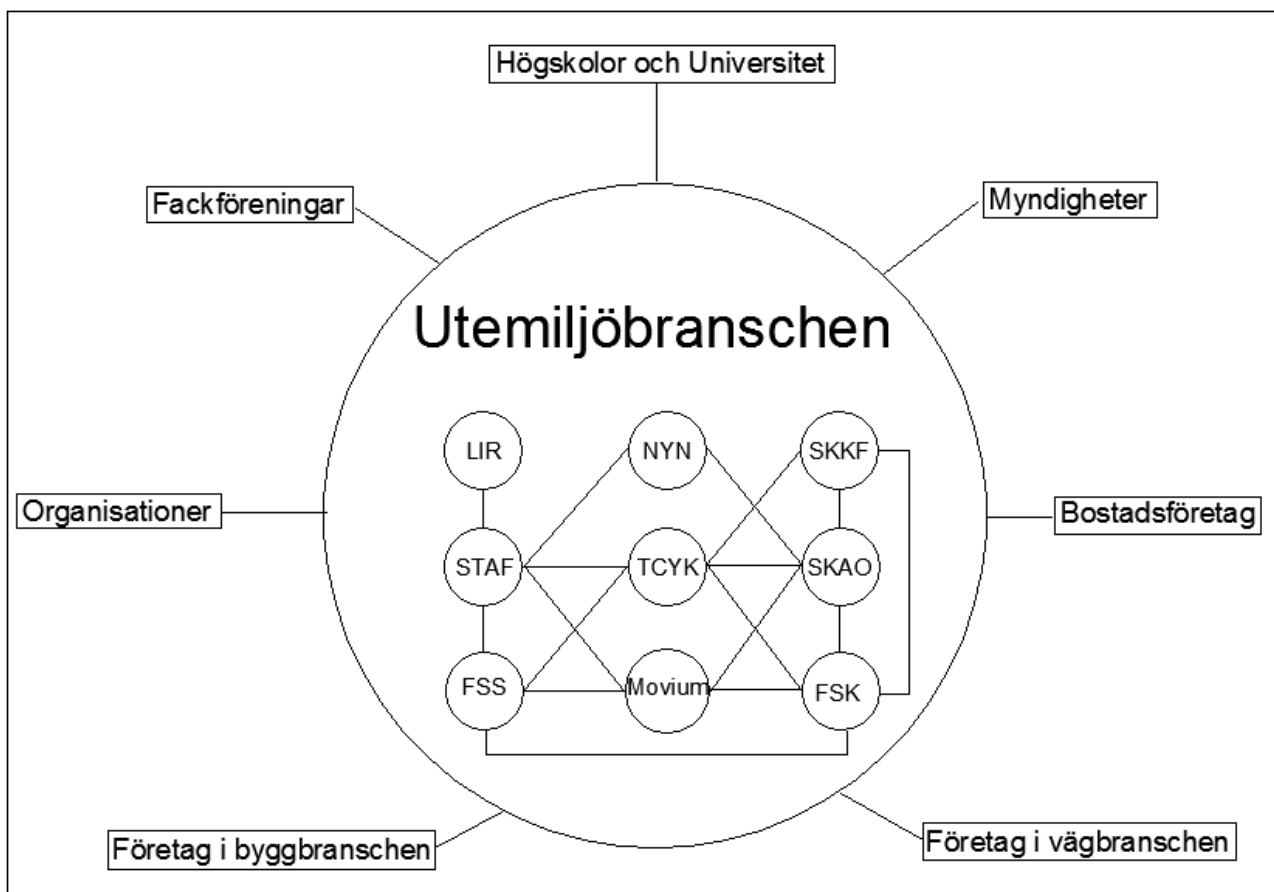 Högskolor och Universitet
Fackföreningar
Myndigheter
Utemiljöbranschen
LIR
NYN
SKKF
Organisationer
Bostadsföretag
STAF
TCYK
SKAO
FSS
Movium
FSK
Företag i byggbranschen
Företag i vägbranschen